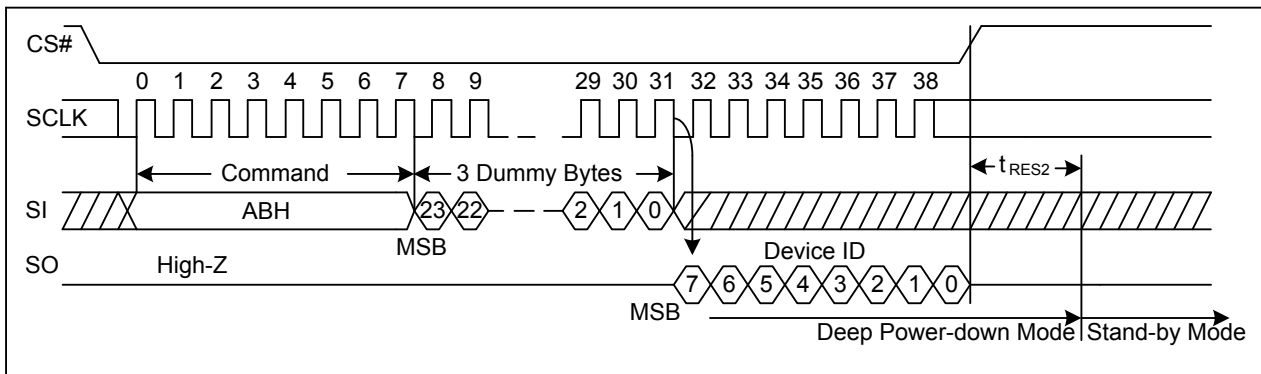 CS#
0 1 2 3 4 5 6 7 8 9 29 30 31 32 33 34 35 36 37 38
SCLK
Command 3 Dummy Bytes tRES2
SI ABH 23 22 2 1 0
MSB
SO High-Z Device ID
7 6 5 4 3 2 1 0
MSB
Deep Power-down Mode Stand-by Mode